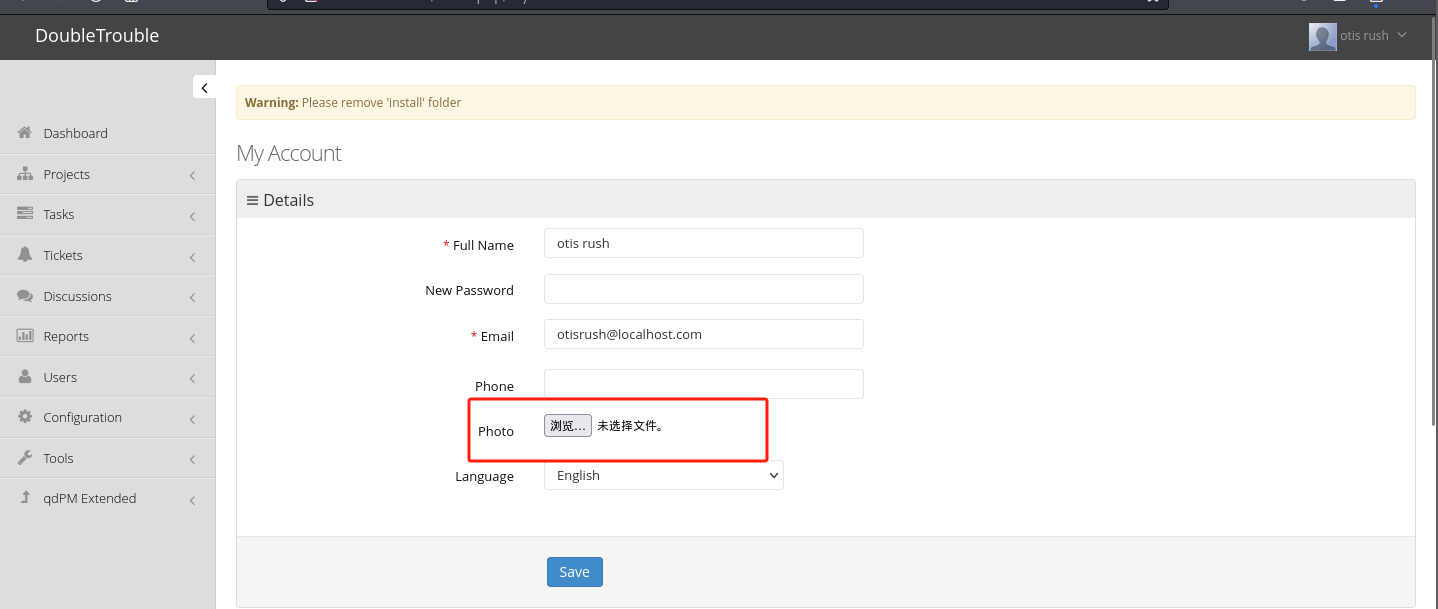 DoubleTrouble
otis rush
Warning: Please remove 'install' folder
Dashboard
Projects
Tasks
Tickets
Discussions
Reports
Users
Configuration
Tools
qdPM Extended
My Account
Details
* Full Name otis rush
New Password
* Email otisrush@localhost.com
Phone
Photo 浏览... 未选择文件。
Language English
Save